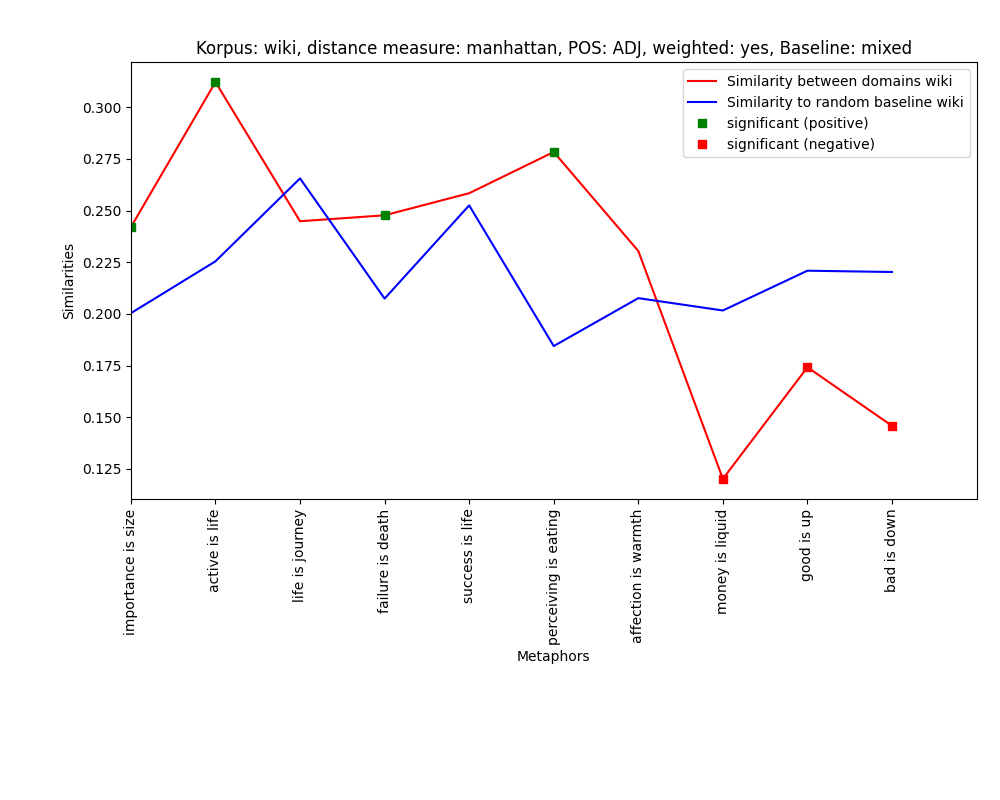 Korpus: wiki, distance measure: manhattan, POS: ADJ, weighted: yes, Baseline: mixed
Similarity between domains wiki
Similarity to random baseline wiki
significant (positive)
significant (negative)
Similarities
0.300
0.275
0.250
0.225
0.200
0.175
0.150
0.125
importance is size
active is life
life is journey
failure is death
success is life
perceiving is eating
affection is warmth
money is liquid
good is up
bad is down
Metaphors